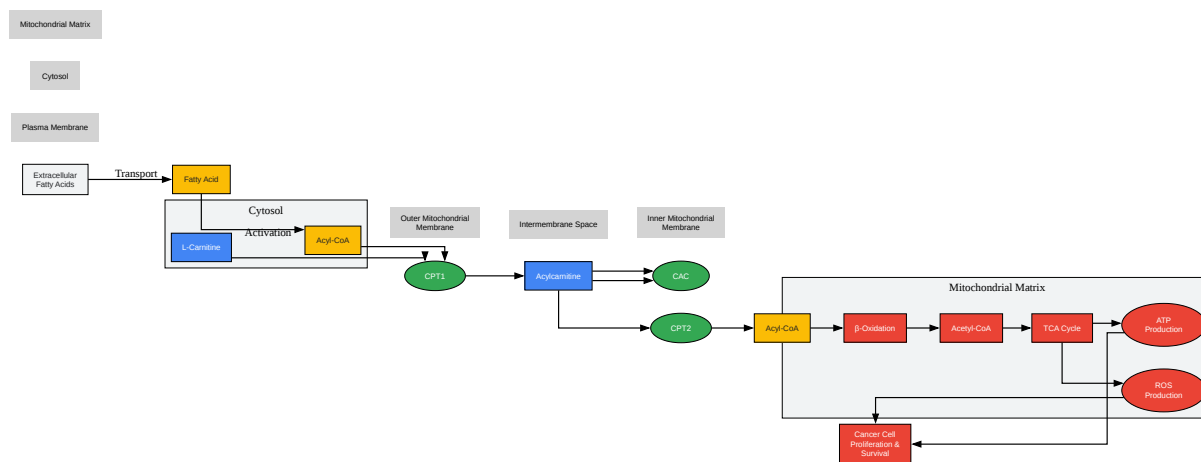 Mitochondrial Matrix
Cytosol
Plasma Membrane
Extracellular
Fatty Acids
Transport
Fatty Acid
Cytosol
Activation
L-Carnitine
Acyl-CoA
Outer Mitochondrial
Membrane
CPT1
Intermembrane Space
Acylcarnitine
Inner Mitochondrial
Membrane
CAC
CPT2
Mitochondrial Matrix
Acyl-CoA
β-Oxidation
Acetyl-CoA
TCA Cycle
ATP
Production
ROS
Production
Cancer Cell
Proliferation &
Survival